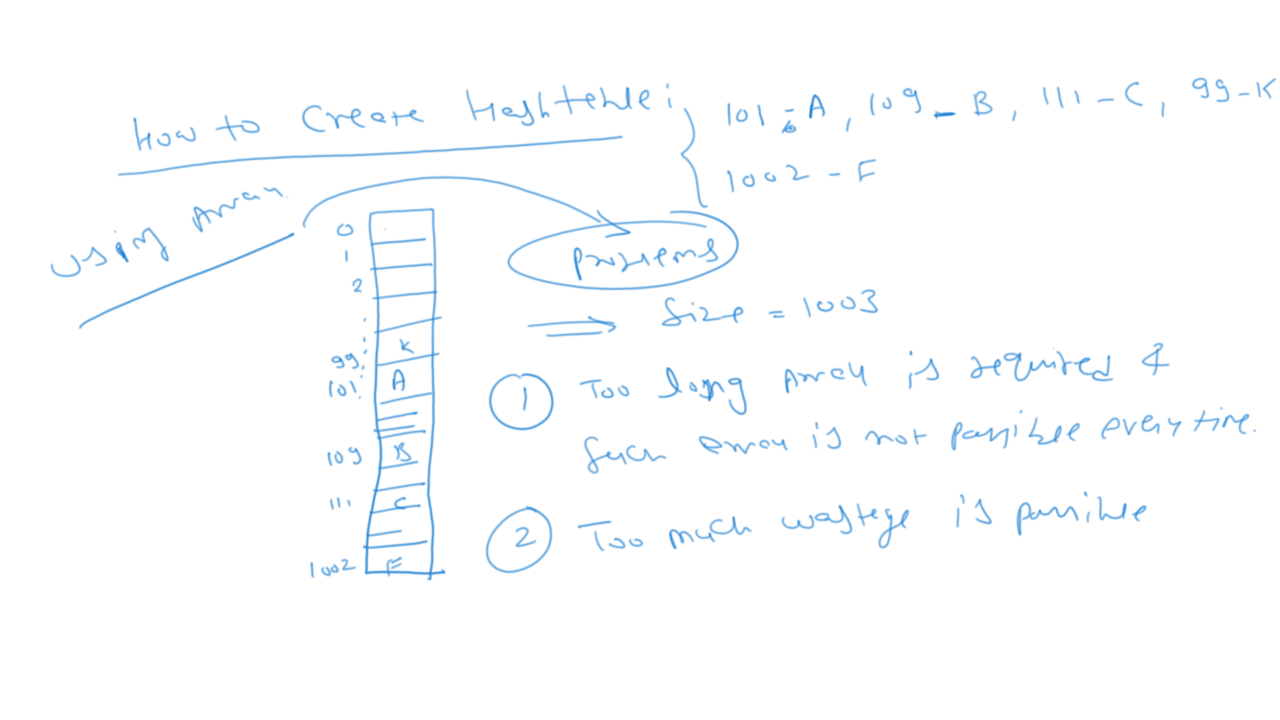 How to Create Hashtable:
101 - A, 109 - B, 111 - C, 99 - K
1002 - F
using Array
problems
0
1
2
99 K
101 A
109 B
111 C
1002 F
Size = 1003
1 Too long Array is required &
Such array is not possible every time.
2 Too much wastege is possible